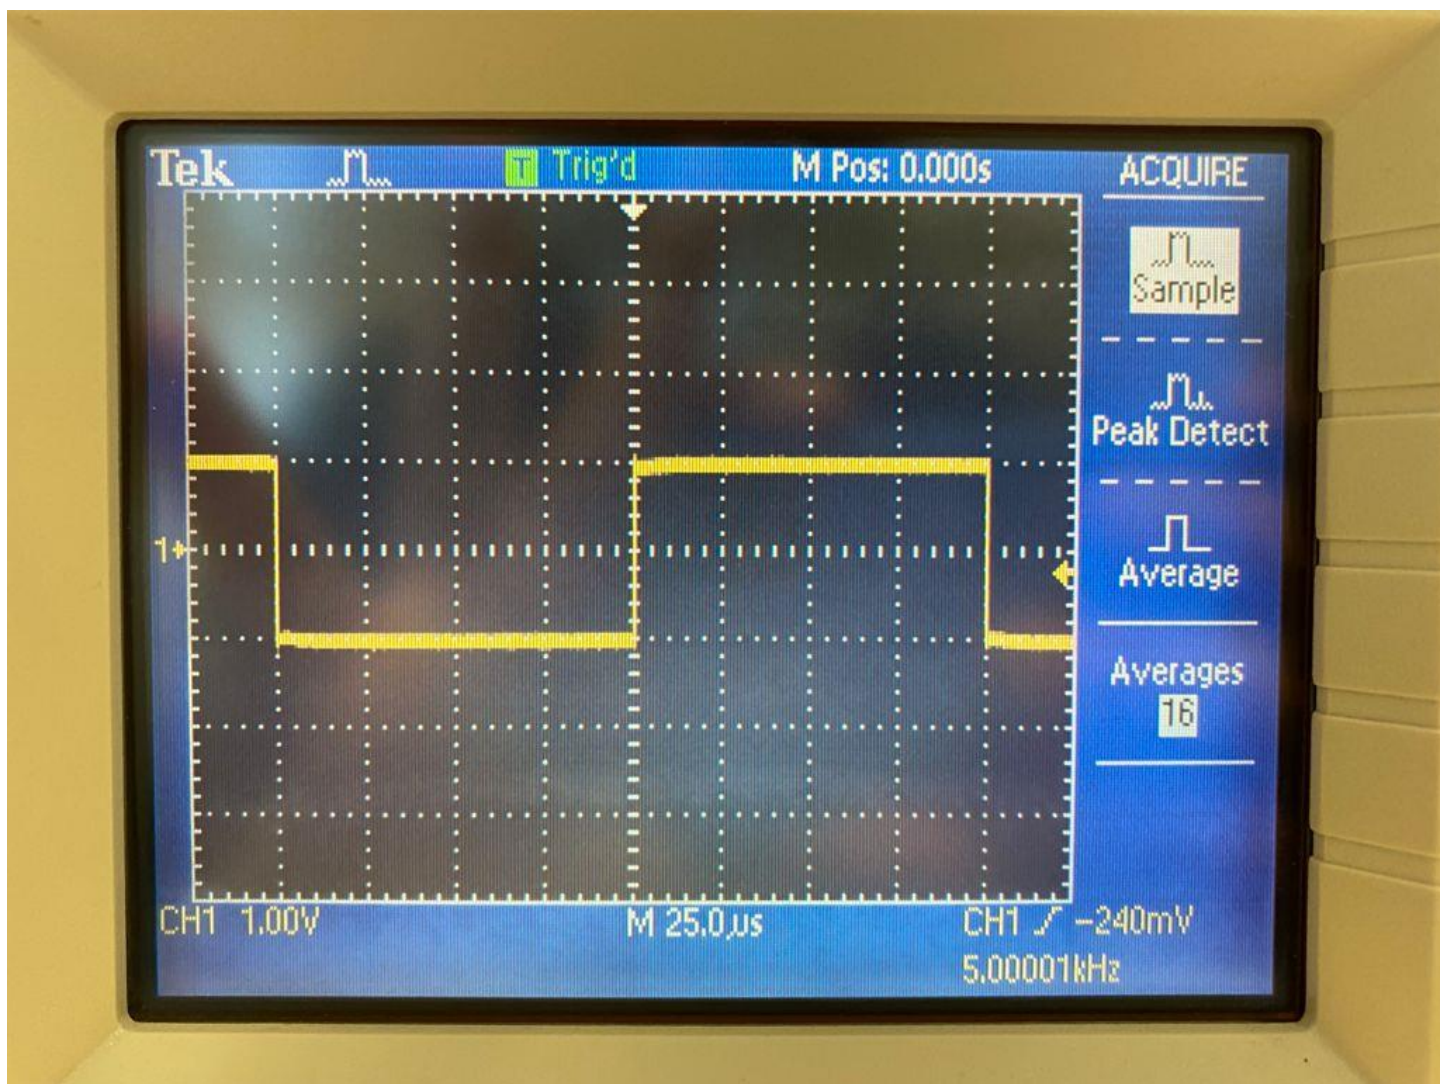 Tek T Trig'd M Pos: 0.000s ACQUIRE
Sample
Peak Detect
1
Average
Averages
16
CH1 1.00V M 25.0µs CH1 -240mV
5.00001kHz